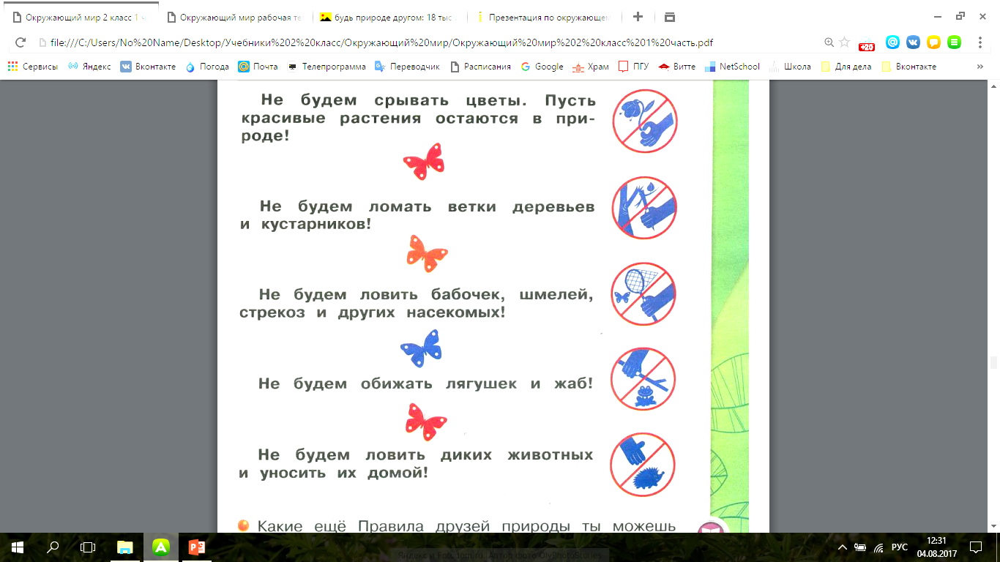 Окружающий мир 2 класс 1 ч
Окружающий мир рабочая те
будь природе другом: 18 тыс
Презентация по окружающем
file:///C:/Users/No%20Name/Desktop/Учебники%202%20класс/Окружающий%20мир/Окружающий%20мир%202%20класс%201%20часть.pdf
+20
Сервисы Яндекс Вконтакте Погода Почта Телепрограмма Переводчик Расписания Google Храм ПГУ Витте NetSchool Школа Для дела Вконтакте »
Не будем срывать цветы. Пусть
красивые растения остаются в при-
роде!
Не будем ломать ветки деревьев
и кустарников!
Не будем ловить бабочек, шмелей,
стрекоз и других насекомых!
Не будем обижать лягушек и жаб!
Не будем ловить диких животных
и уносить их домой!
Какие ещё Правила друзей природы ты можешь
РУС
12:31
04.08.2017